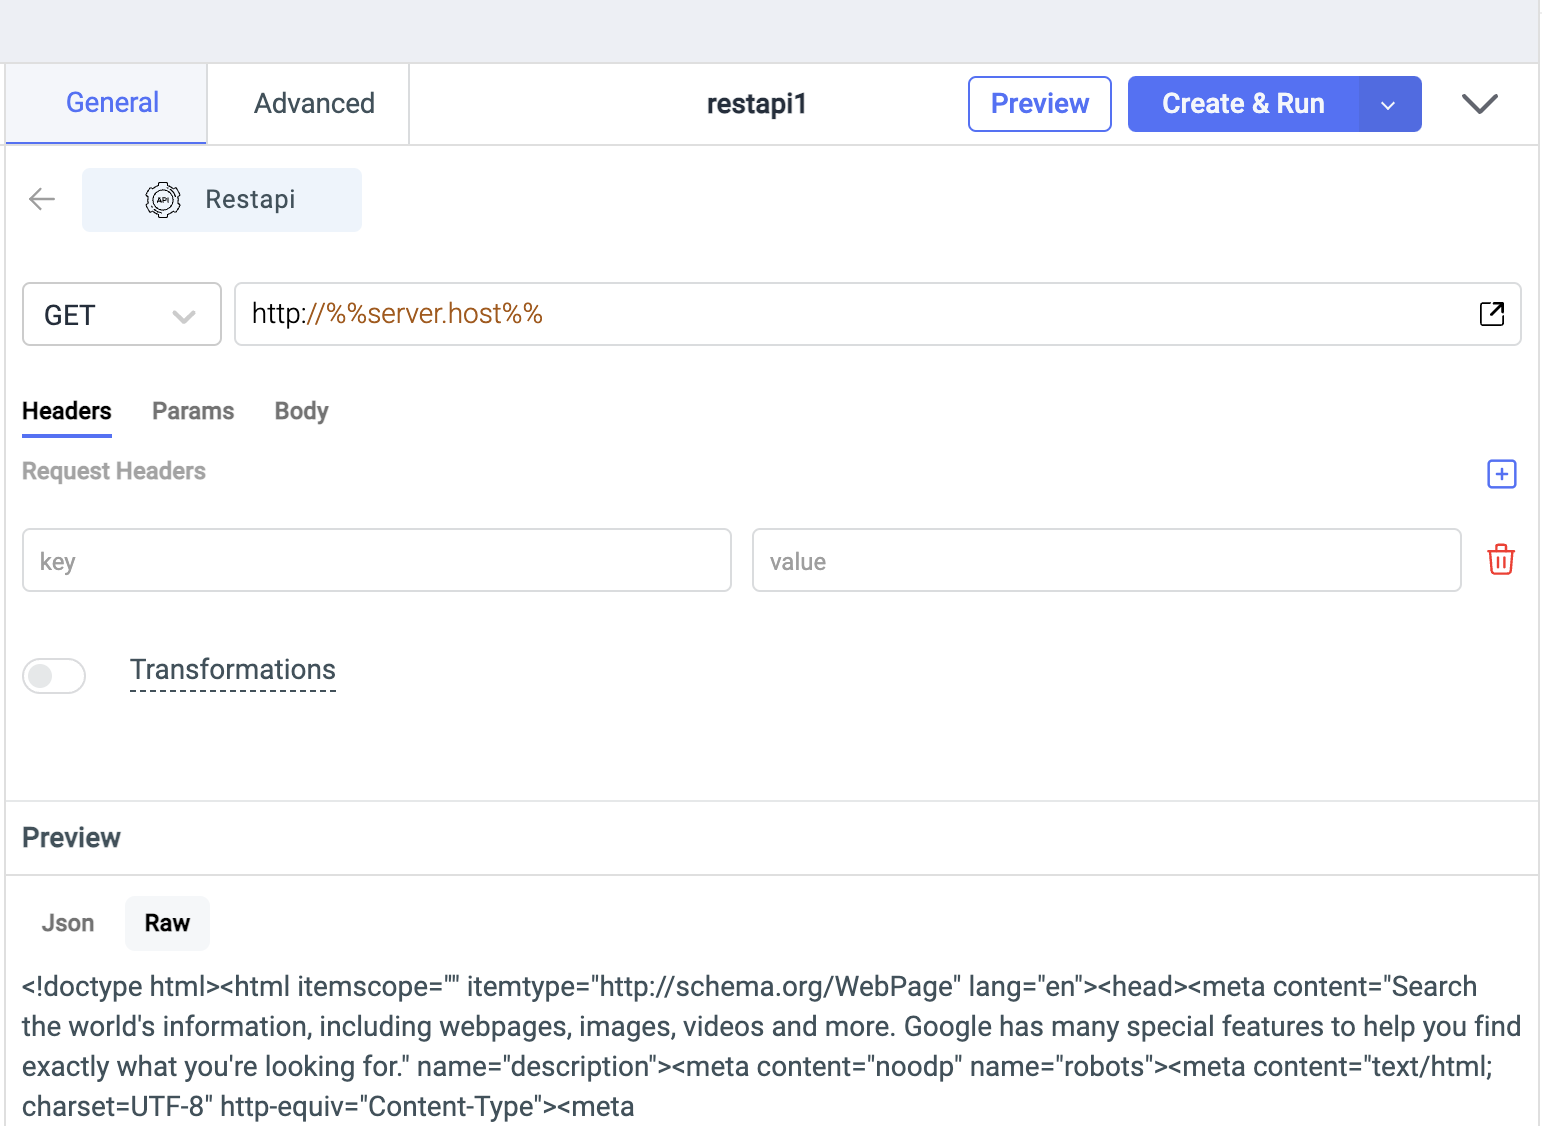 General
Advanced
restapi1
Preview
Create & Run
API
Restapi
GET
http://%%server.host%%
Headers
Params
Body
Request Headers
key
value
Transformations
Preview
Json
Raw
<!doctype html><html itemscope="" itemtype="http://schema.org/WebPage" lang="en"><head><meta content="Search
the world's information, including webpages, images, videos and more. Google has many special features to help you find
exactly what you're looking for." name="description"><meta content="noodp" name="robots"><meta content="text/html;
charset=UTF-8" http-equiv="Content-Type"><meta